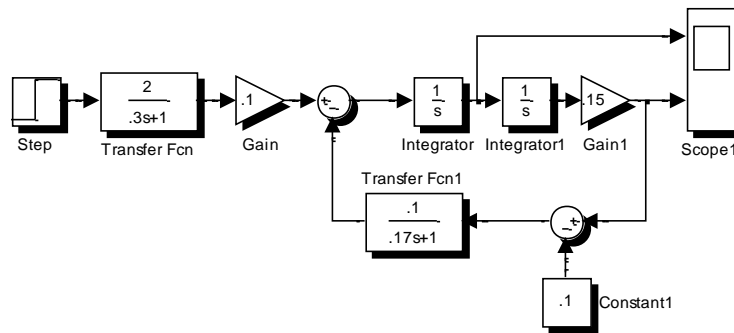 Step
2
.3s+1
Transfer Fcn
.1
Gain
+
-
1
s
Integrator
1
s
Integrator1
.15
Gain1
Scope1
Transfer Fcn1
.1
.17s+1
-
+
.1
Constant1